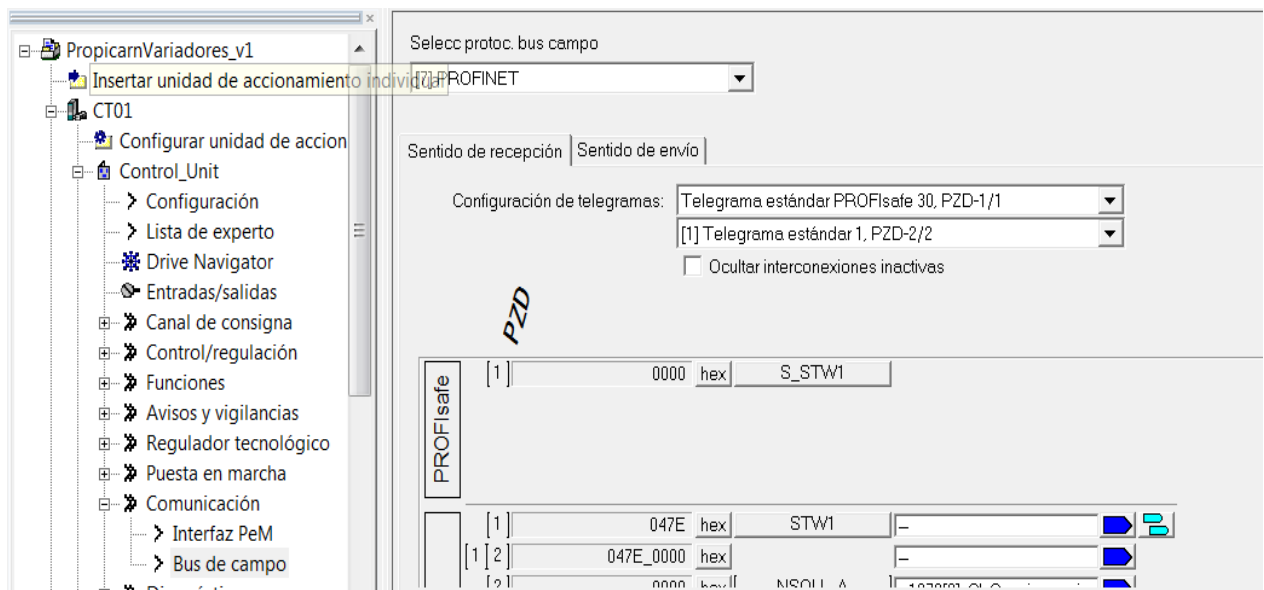 PropicarnVariadores_v1
Insertar unidad de accionamiento individual
CT01
Configurar unidad de accion
Control_Unit
Configuración
Lista de experto
Drive Navigator
Entradas/salidas
Canal de consigna
Control/regulación
Funciones
Avisos y vigilancias
Regulador tecnológico
Puesta en marcha
Comunicación
Interfaz PeM
Bus de campo
Selecc protoc. bus campo
[7] PROFINET
Sentido de recepción Sentido de envío
Configuración de telegramas: Telegrama estándar PROFIsafe 30, PZD-1/1
[1] Telegrama estándar 1, PZD-2/2
Ocultar interconexiones inactivas
PZD
PROFIsafe
[1] 0000 hex S_STW1
[1] 047E hex STW1 –
[1]2] 047E_0000 hex –
[2] 0000 hex NSOLL_A